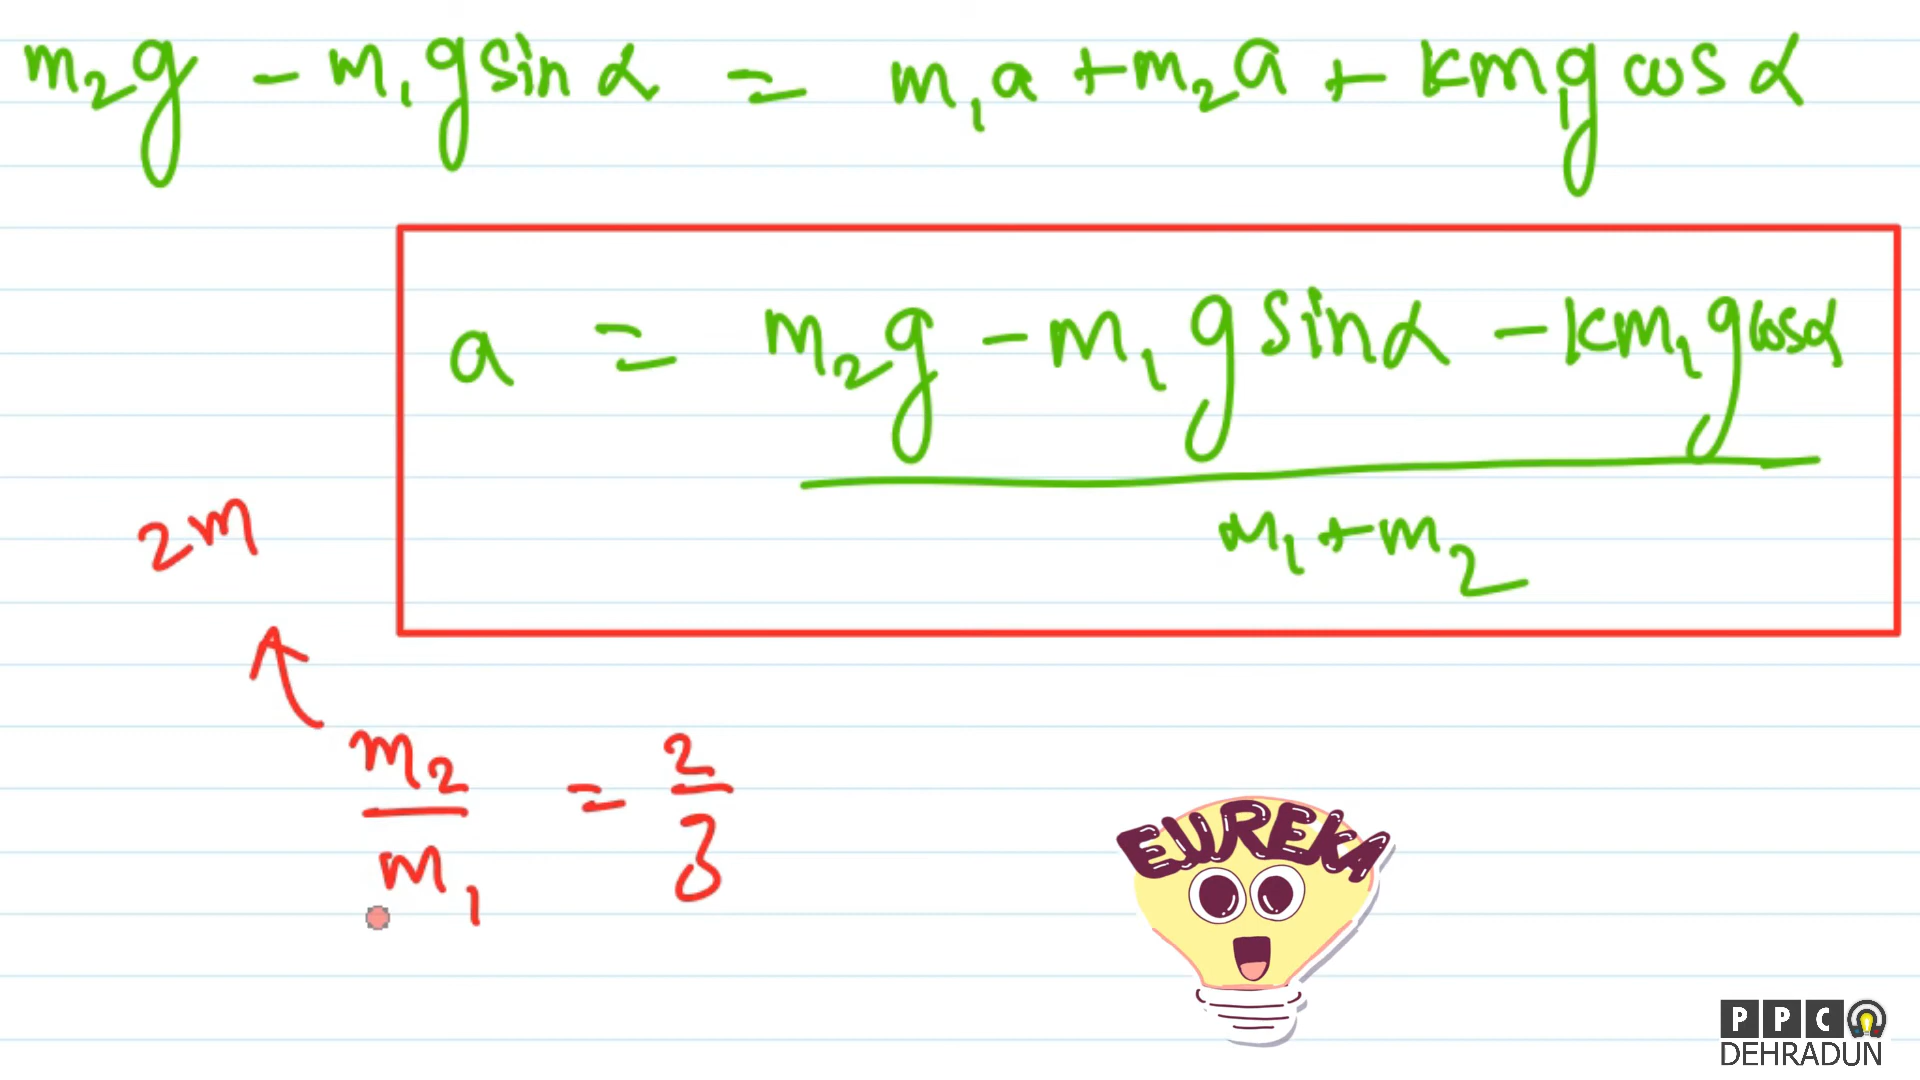 m₂g - m₁g sin α = m₁a + m₂a + km₁g cos α
a = m₂g - m₁g sin α - km₁g cos α
m₁ + m₂
2m
m₂ = 2
m₁ 3
EUREKA
PPC
DEHRADUN